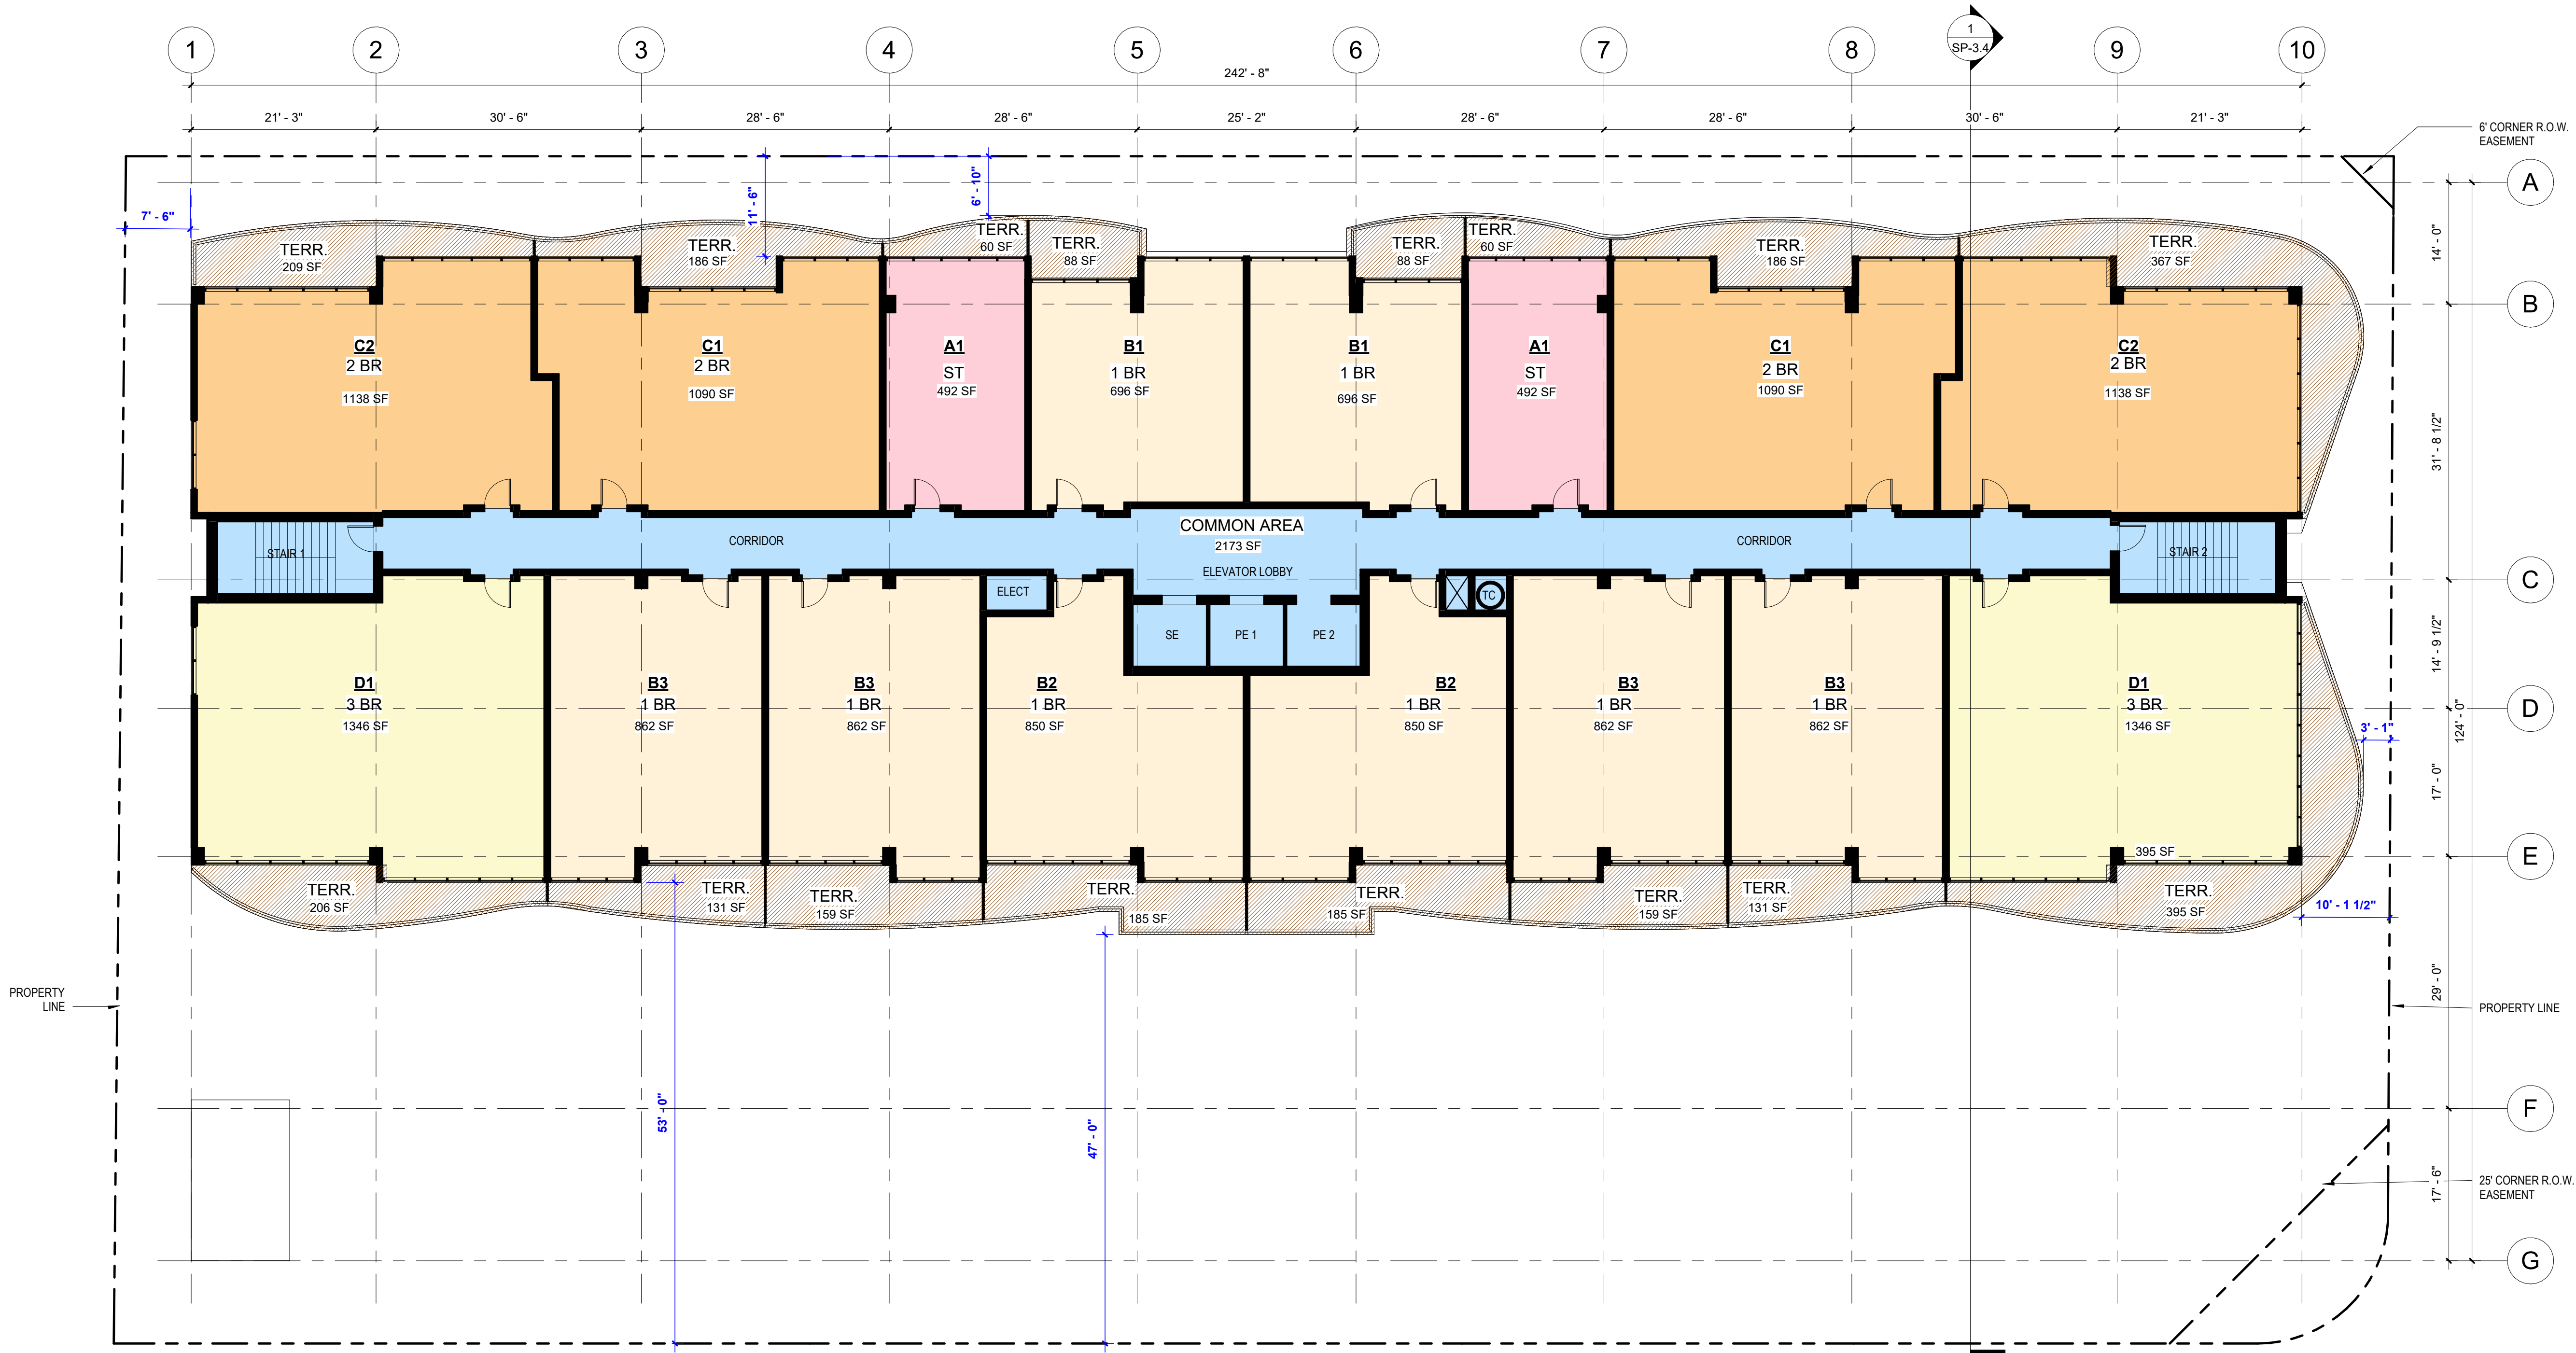 1
2
3
4
5
6
7
8
1
SP-3.4
9
10
242' - 8"
21' - 3"
30' - 6"
28' - 6"
28' - 6"
25' - 2"
28' - 6"
28' - 6"
30' - 6"
21' - 3"
6' CORNER R.O.W.
EASEMENT
A
7' - 6"
11' - 6"
6' - 10"
14' - 0"
TERR.
209 SF
TERR.
186 SF
TERR.
60 SF
TERR.
88 SF
TERR.
88 SF
TERR.
60 SF
TERR.
186 SF
TERR.
367 SF
B
C2
2 BR
1138 SF
C1
2 BR
1090 SF
A1
ST
492 SF
B1
1 BR
696 SF
B1
1 BR
696 SF
A1
ST
492 SF
C1
2 BR
1090 SF
C2
2 BR
1138 SF
31' - 8 1/2"
STAIR 1
CORRIDOR
COMMON AREA
2173 SF
ELEVATOR LOBBY
CORRIDOR
STAIR 2
C
ELECT
TC
SE
PE 1
PE 2
14' - 9 1/2"
D1
3 BR
1346 SF
B3
1 BR
862 SF
B3
1 BR
862 SF
B2
1 BR
850 SF
B2
1 BR
850 SF
B3
1 BR
862 SF
B3
1 BR
862 SF
D1
3 BR
1346 SF
D
124' - 0"
3' - 1"
17' - 0"
395 SF
E
TERR.
206 SF
TERR.
131 SF
TERR.
159 SF
TERR.
185 SF
TERR.
185 SF
TERR.
159 SF
TERR.
131 SF
TERR.
395 SF
10' - 1 1/2"
29' - 0"
PROPERTY
LINE
PROPERTY LINE
53' - 0"
47' - 0"
F
17' - 6"
25' CORNER R.O.W.
EASEMENT
G